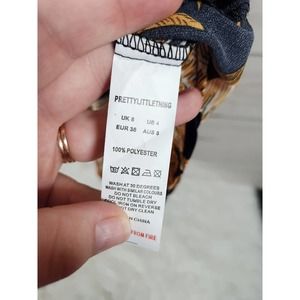 PRETTYLITTLETHING
UK 8 US 4
EUR 36 AUS 8
100% POLYESTER
WASH AT 30 DEGREES
WASH WITH SIMILAR COLOURS
DO NOT BLEACH
DO NOT TUMBLE DRY
IRON ON REVERSE
NOT DRY CLEAN
IN CHINA
FROM FIRE